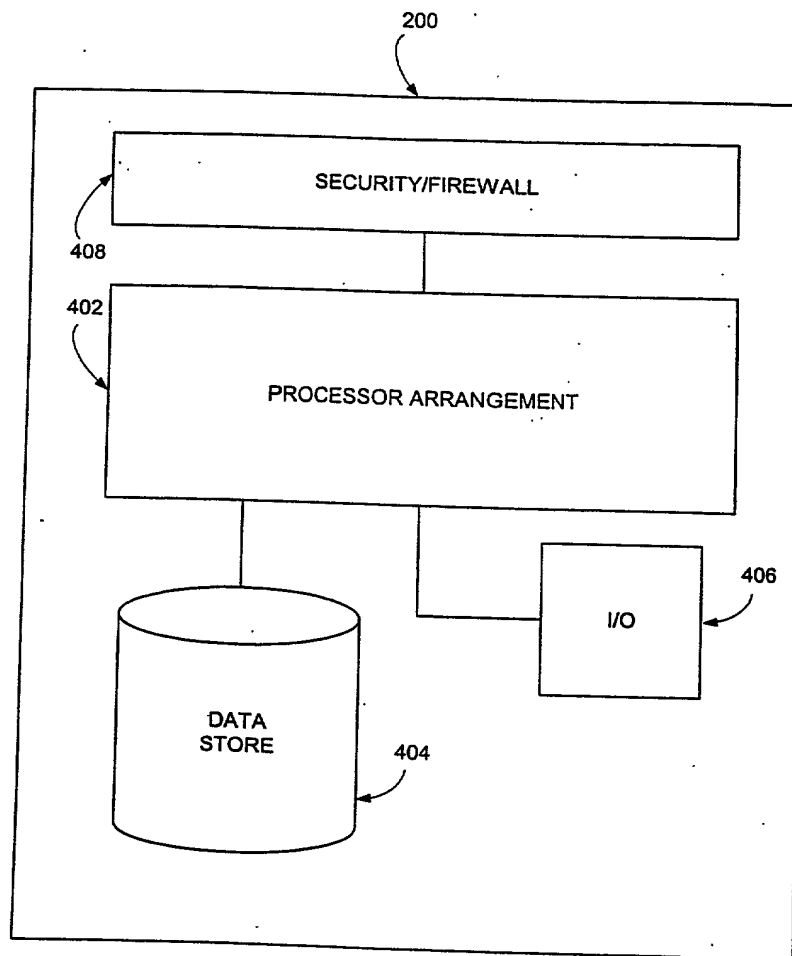 200
SECURITY/FIREWALL
408
402
PROCESSOR ARRANGEMENT
406
I/O
DATA
STORE
404